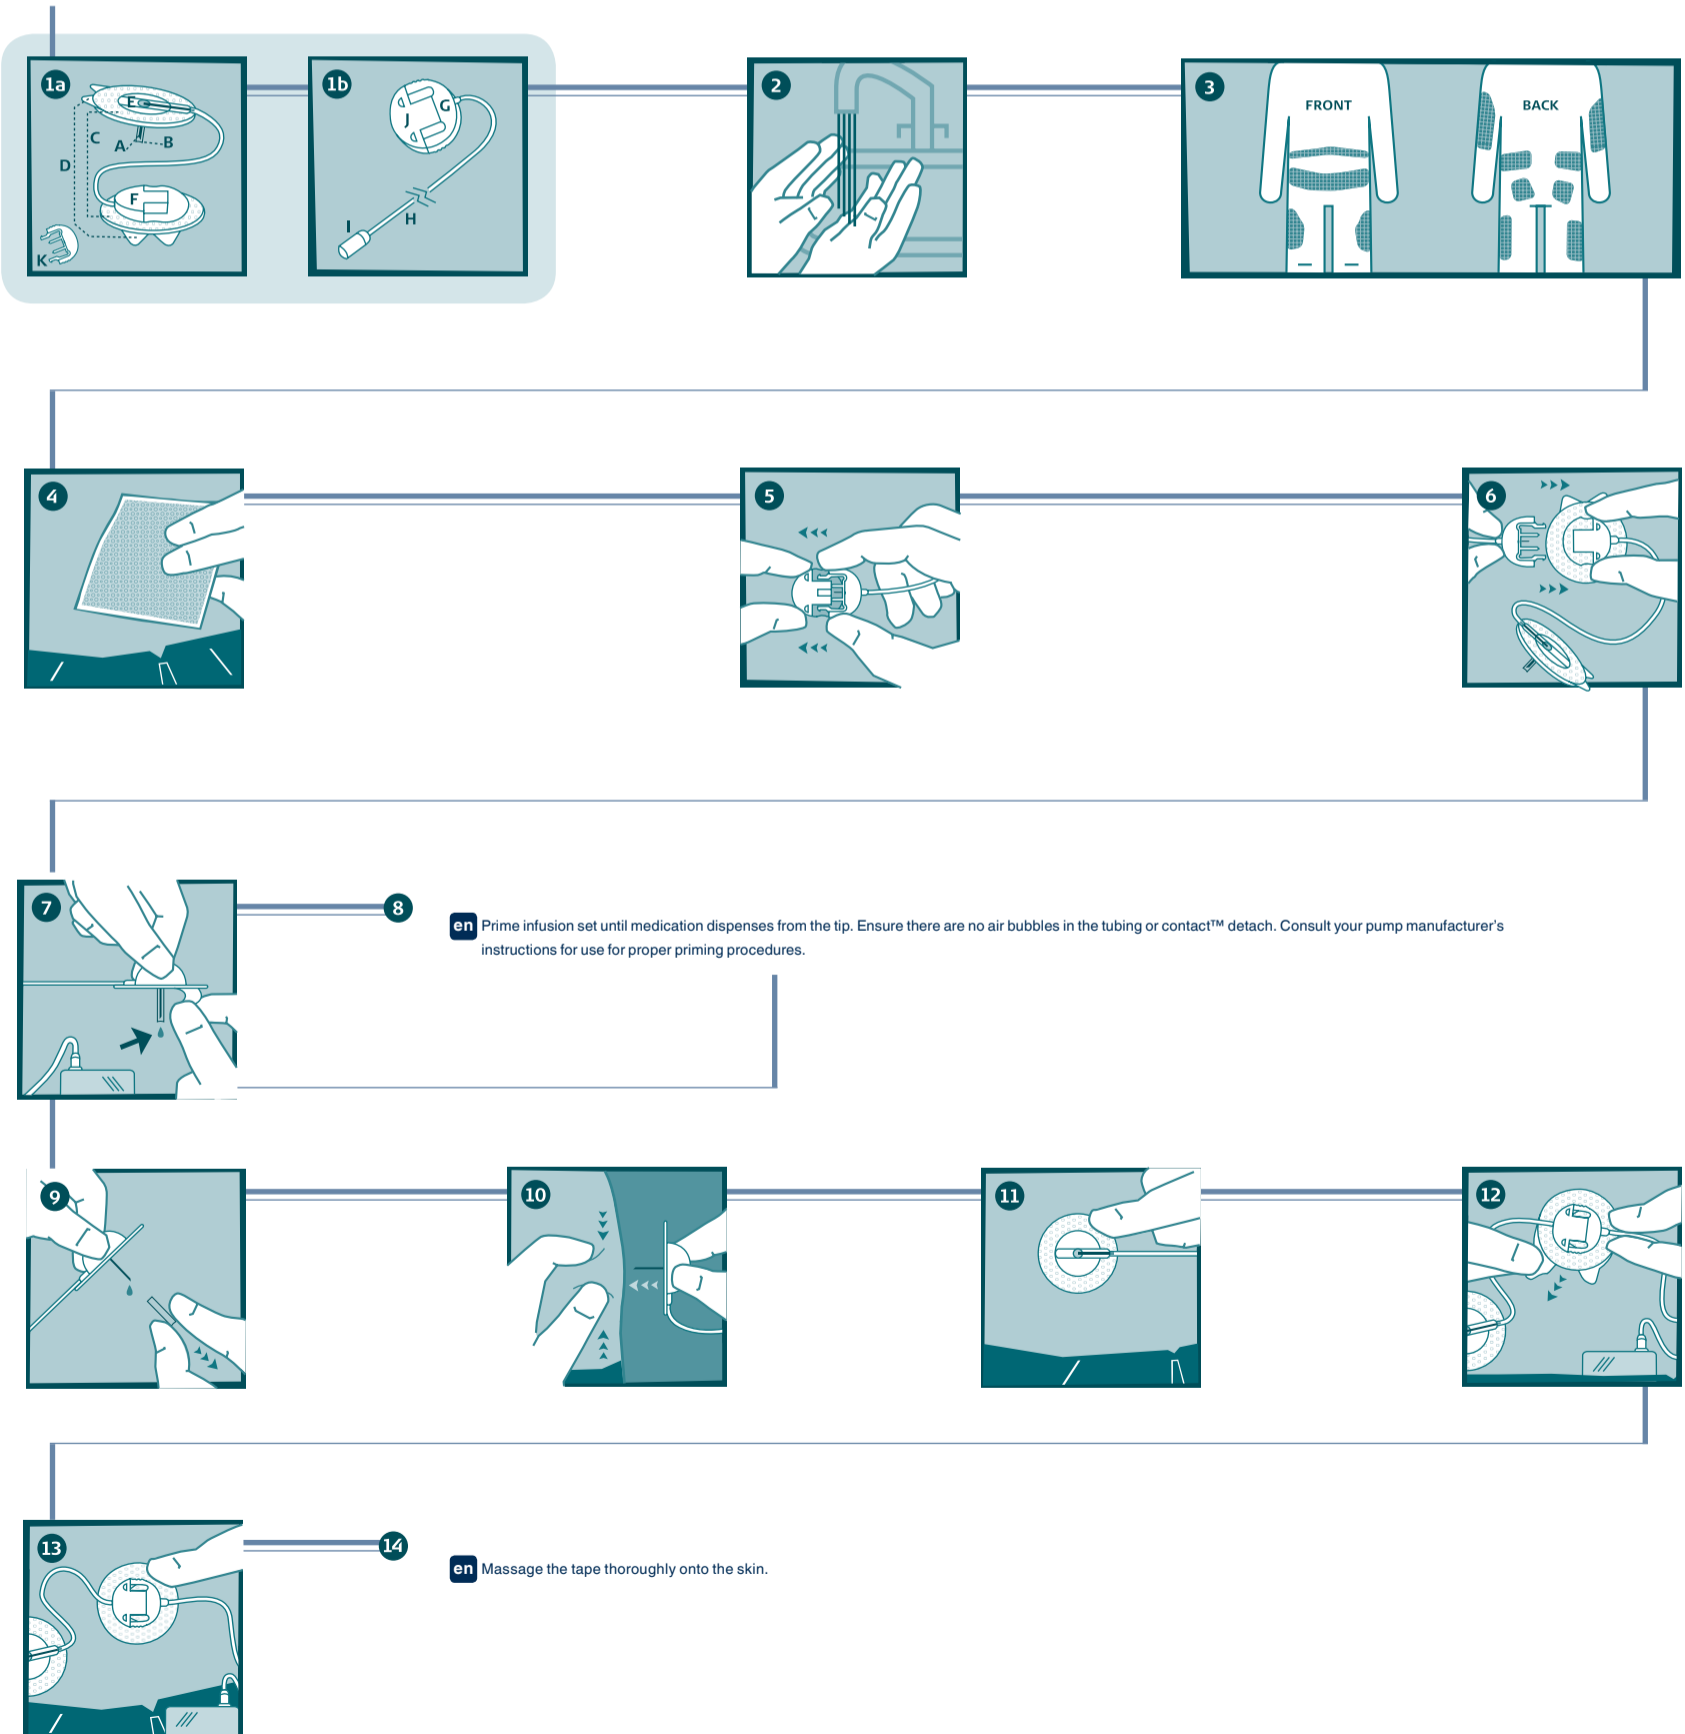 1a
E
C
A
B
D
F
K
1b
G
J
H
I
2
3
FRONT
BACK
4
5
6
7
8
en Prime infusion set until medication dispenses from the tip. Ensure there are no air bubbles in the tubing or contact™ detach. Consult your pump manufacturer's
instructions for use for proper priming procedures.
9
10
11
12
13
14
en Massage the tape thoroughly onto the skin.